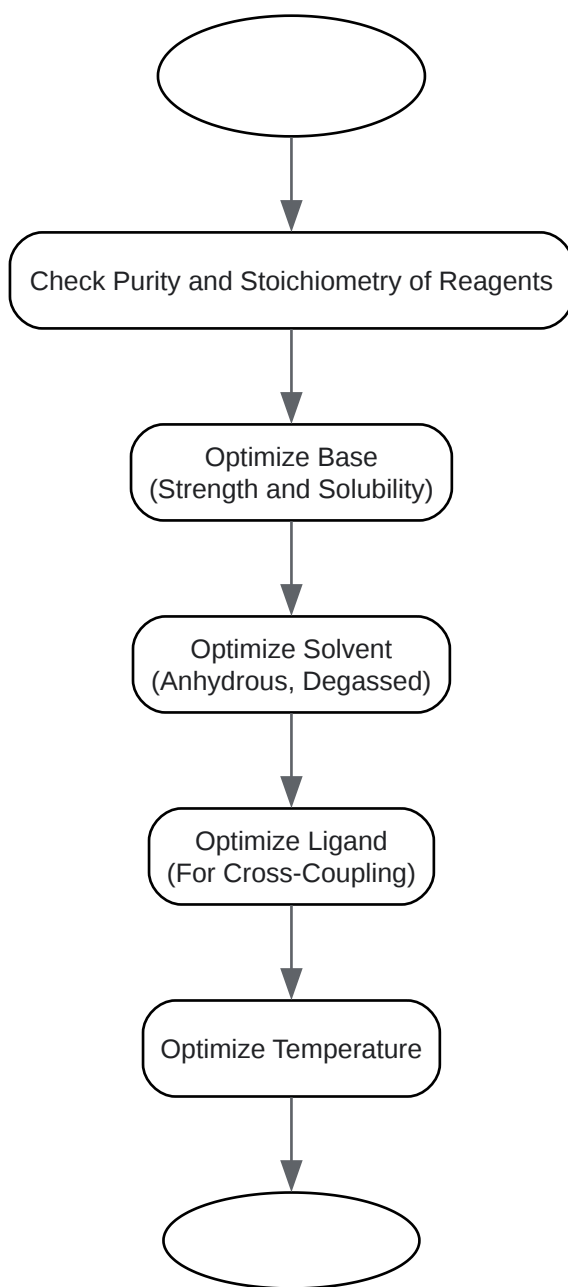 Check Purity and Stoichiometry of Reagents
Optimize Base
(Strength and Solubility)
Optimize Solvent
(Anhydrous, Degassed)
Optimize Ligand
(For Cross-Coupling)
Optimize Temperature